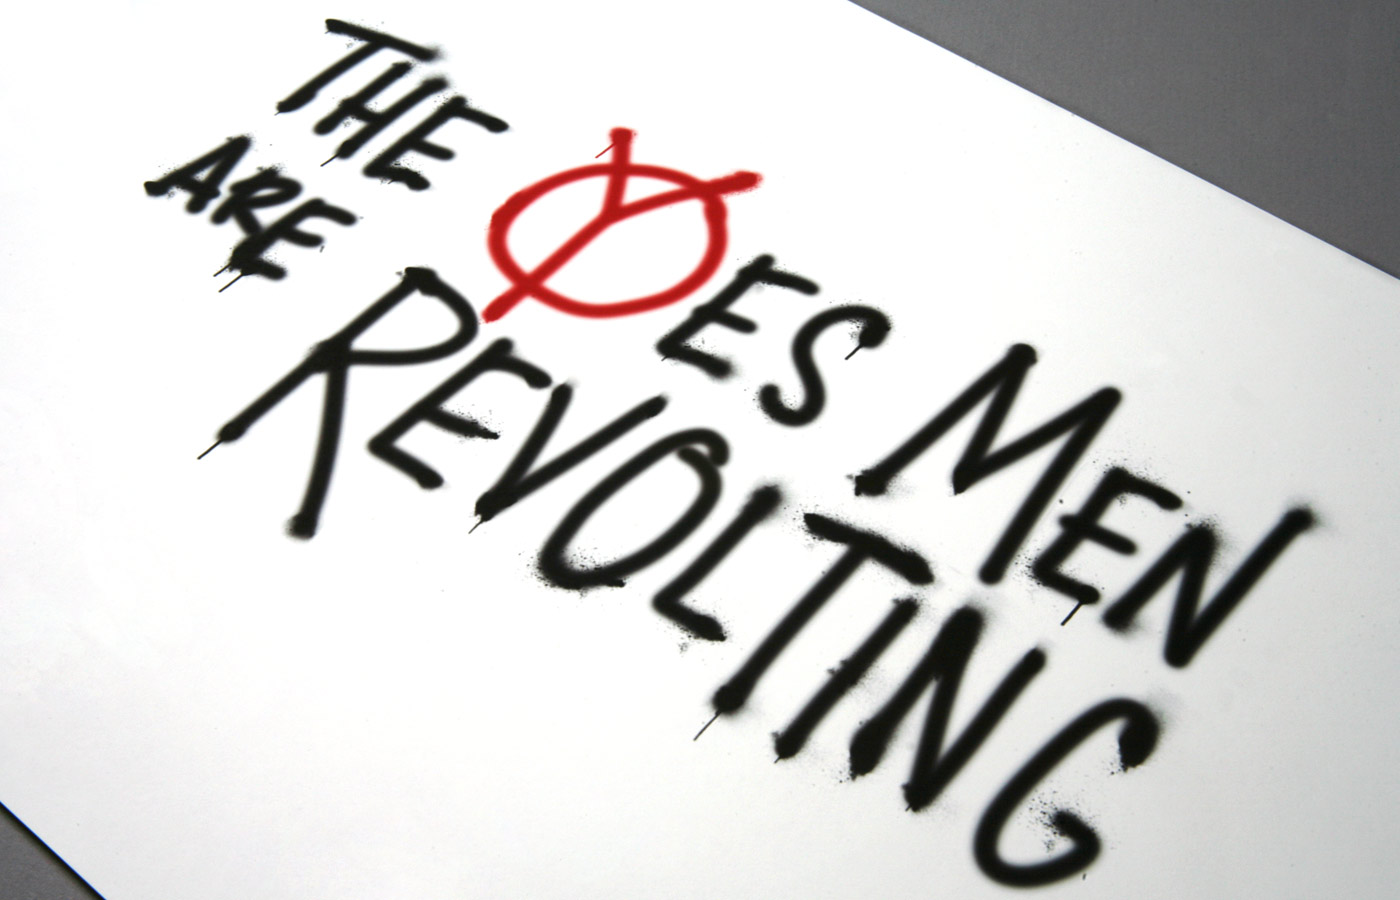 THE YES MEN
ARE REVOLTING